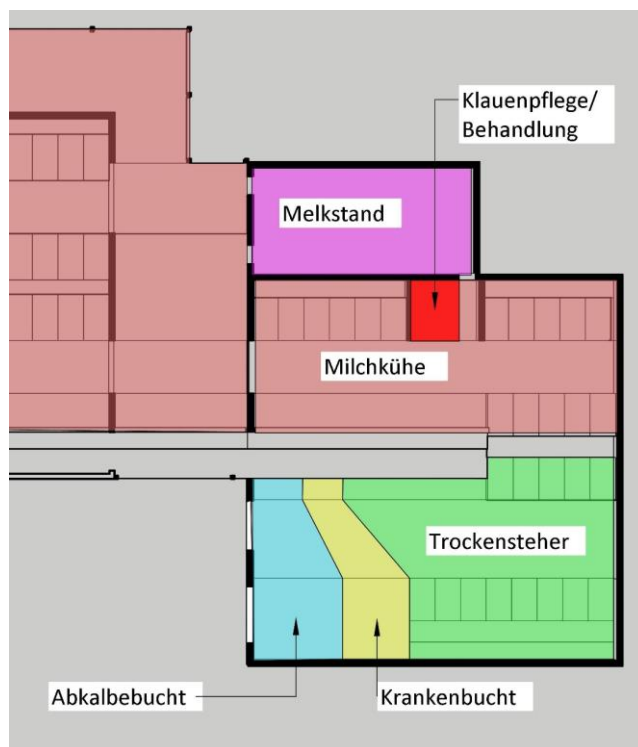 Klauenpflege/
Behandlung
Melkstand
Milchkühe
Trockensteher
Abkalbebucht
Krankenbucht